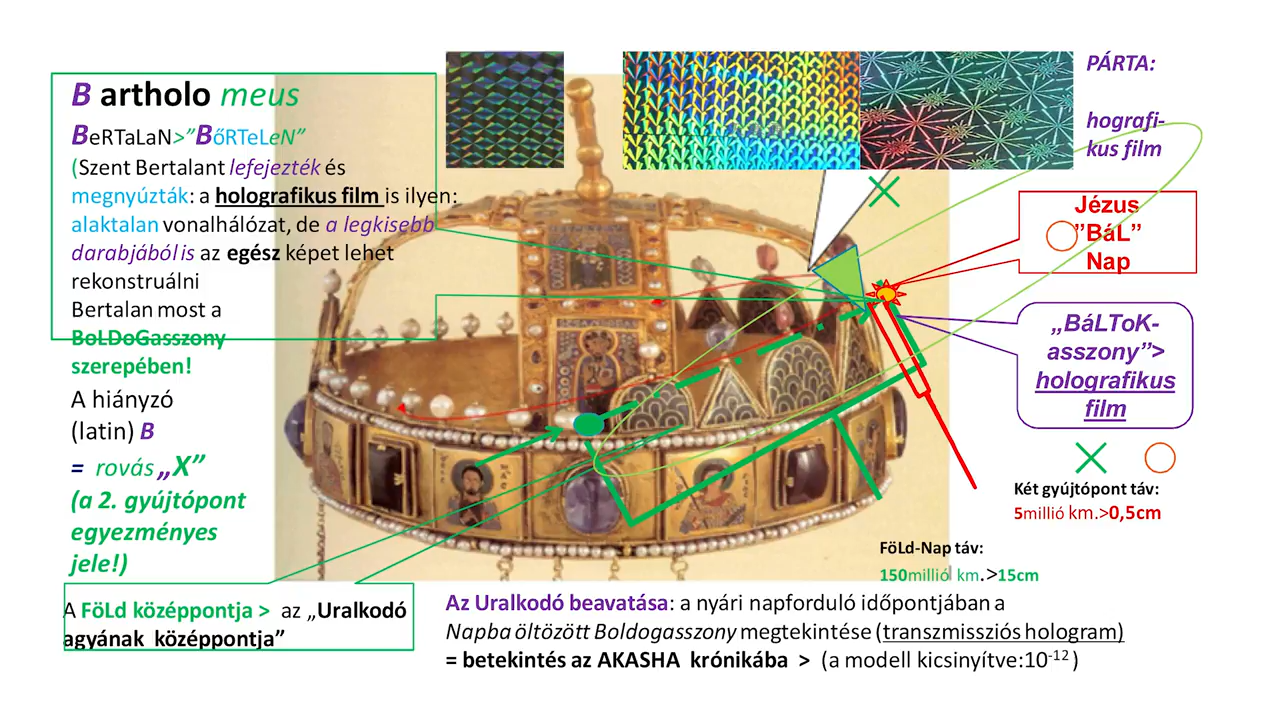 B artholo meus
BeRTaLaN>”BőRTeLeN”
(Szent Bertalant lefejezték és
megnyúzták: a holografikus film is ilyen:
alaktalan vonalhálózat, de a legkisebb
darabjából is az egész képet lehet
rekonstruálni
Bertalan most a
BoLDoGasszony
szerepében!
A hiányzó
(latin) B
= rovás „X”
(a 2. gyújtópont
egyezményes
jele!)
A FöLd középpontja > az „Uralkodó
agyának középpontja”
PÁRTA:
hografi-
kus film
Jézus
”BáL”
Nap
„BáLToK-
asszony”>
holografikus
film
Két gyújtópont táv:
5millió km.>0,5cm
FöLd-Nap táv:
150millió km.>15cm
Az Uralkodó beavatása: a nyári napforduló időpontjában a
Napba öltözött Boldogasszony megtekintése (transzmissziós hologram)
= betekintés az AKASHA krónikába > (a modell kicsinyítve:10-12 )